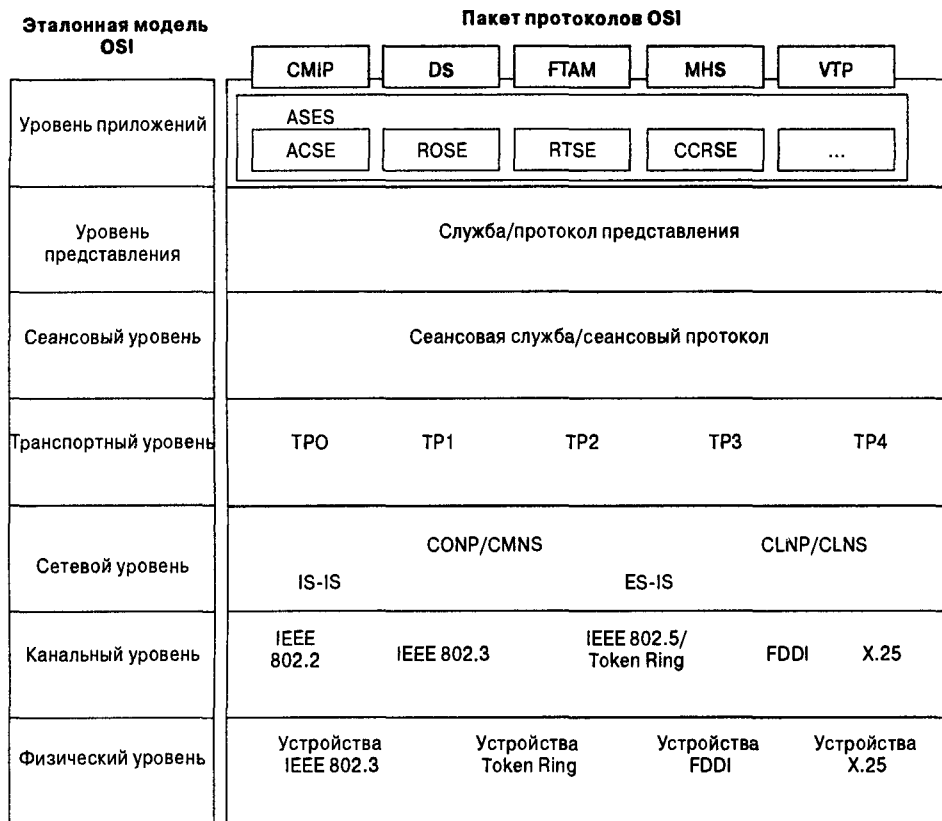 Эталонная модель
OSI
Пакет протоколов OSI
CMIP
DS
FTAM
MHS
VTP
Уровень приложений
ASES
ACSE
ROSE
RTSE
CCRSE
...
Уровень
представления
Служба/протокол представления
Сеансовый уровень
Сеансовая служба/сеансовый протокол
Транспортный уровень
TPO
TP1
TP2
TP3
TP4
Сетевой уровень
CONP/CMNS
CLNP/CLNS
IS-IS
ES-IS
Канальный уровень
IEEE
802.2
IEEE 802.3
IEEE 802.5/
Token Ring
FDDI
X.25
Физический уровень
Устройства
IEEE 802.3
Устройства
Token Ring
Устройства
FDDI
Устройства
X.25